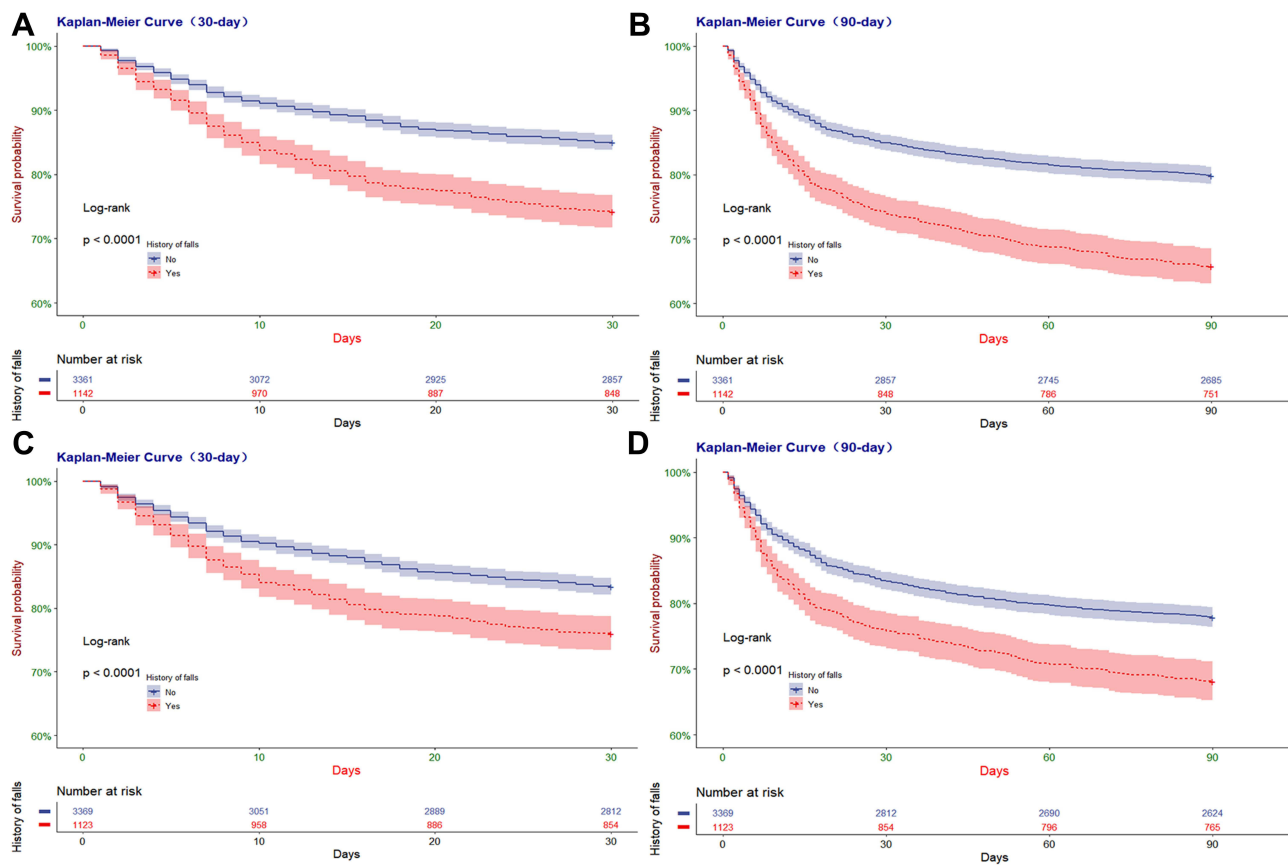 A
Kaplan-Meier Curve（30-day）
100%
90%
80%
70%
60%
Survival probability
Log-rank
p < 0.0001
History of falls
No
Yes
0 10 20 30
Days
Number at risk
History of falls
3361 3072 2925 2857
1142 970 887 848
0 10 20 30
Days
B
Kaplan-Meier Curve（90-day）
100%
90%
80%
70%
60%
Survival probability
Log-rank
p < 0.0001
History of falls
No
Yes
0 30 60 90
Days
Number at risk
History of falls
3361 2857 2745 2685
1142 848 786 751
0 30 60 90
Days
C
Kaplan-Meier Curve（30-day）
100%
90%
80%
70%
60%
Survival probability
Log-rank
p < 0.0001
History of falls
No
Yes
0 10 20 30
Days
Number at risk
History of falls
3369 3051 2889 2812
1123 958 886 854
0 10 20 30
Days
D
Kaplan-Meier Curve（90-day）
100%
90%
80%
70%
60%
Survival probability
Log-rank
p < 0.0001
History of falls
No
Yes
0 30 60 90
Days
Number at risk
History of falls
3369 2812 2690 2624
1123 854 796 765
0 30 60 90
Days